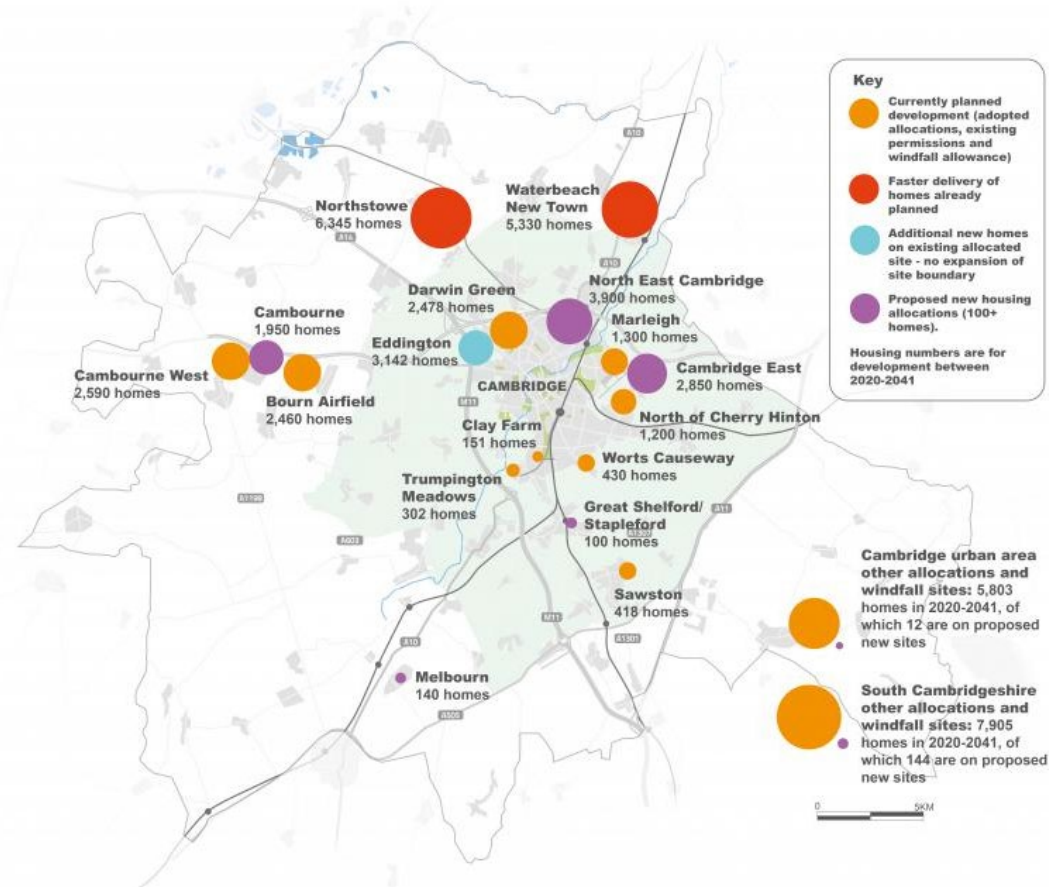 Key
Currently planned
development (adopted
allocations, existing
permissions and
windfall allowance)
Faster delivery of
homes already
planned
Additional new homes
on existing allocated
site - no expansion of
site boundary
Proposed new housing
allocations (100+
homes).
Housing numbers are for
development between
2020-2041
A10
Northstowe
6,345 homes
Waterbeach
New Town
5,330 homes
A14
A10
North East Cambridge
3,900 homes
Darwin Green
2,478 homes
Marleigh
1,300 homes
Cambourne
1,950 homes
Eddington
3,142 homes
Cambourne West
2,590 homes
Bourn Airfield
2,460 homes
CAMBRIDGE
Cambridge East
2,850 homes
M11
North of Cherry Hinton
1,200 homes
Clay Farm
151 homes
Worts Causeway
430 homes
Trumpington
Meadows
302 homes
A1198
Great Shelford/
Stapleford
100 homes
A11
A603
A1307
Sawston
418 homes
M11
A1301
A10
Melbourn
140 homes
A505
Cambridge urban area
other allocations and
windfall sites: 5,803
homes in 2020-2041, of
which 12 are on proposed
new sites
South Cambridgeshire
other allocations and
windfall sites: 7,905
homes in 2020-2041, of
which 144 are on proposed
new sites
0 5KM